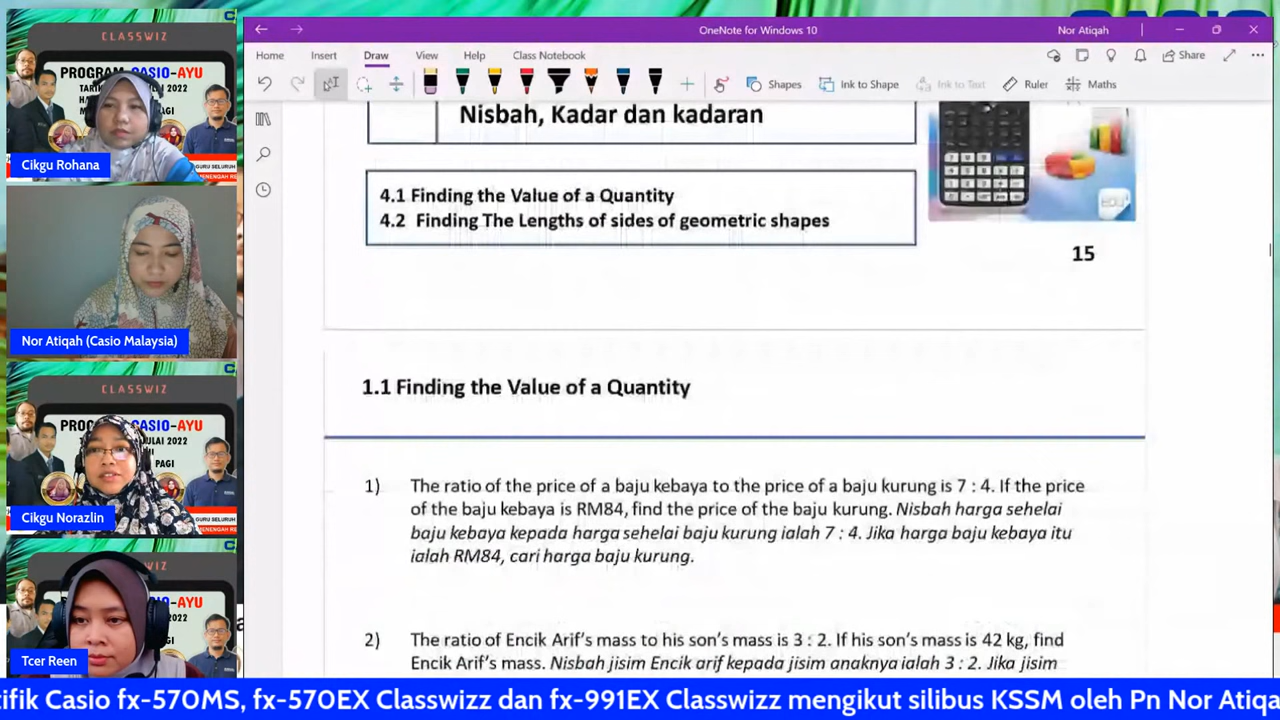 OneNote for Windows 10
Nor Atiqah
Home Insert Draw View Help Class Notebook
Share
Shapes Ink to Shape Ink to Text Ruler Maths
Nisbah, Kadar dan kadaran
4.1 Finding the Value of a Quantity
4.2 Finding The Lengths of sides of geometric shapes
15
1.1 Finding the Value of a Quantity
1) The ratio of the price of a baju kebaya to the price of a baju kurung is 7 : 4. If the price
of the baju kebaya is RM84, find the price of the baju kurung. Nisbah harga sehelai
baju kebaya kepada harga sehelai baju kurung ialah 7 : 4. Jika harga baju kebaya itu
ialah RM84, cari harga baju kurung.
2) The ratio of Encik Arif's mass to his son's mass is 3 : 2. If his son's mass is 42 kg, find
Encik Arif's mass. Nisbah jisim Encik arif kepada jisim anaknya ialah 3 : 2. Jika jisim
CLASSWIZ
Cikgu Rohana
Nor Atiqah (Casio Malaysia)
CLASSWIZ
CASIO-AYU
PAGI
Cikgu Norazlin
Tcer Reen
tifik Casio fx-570MS, fx-570EX Classwizz dan fx-991EX Classwizz mengikut silibus KSSM oleh Pn Nor Atiqa